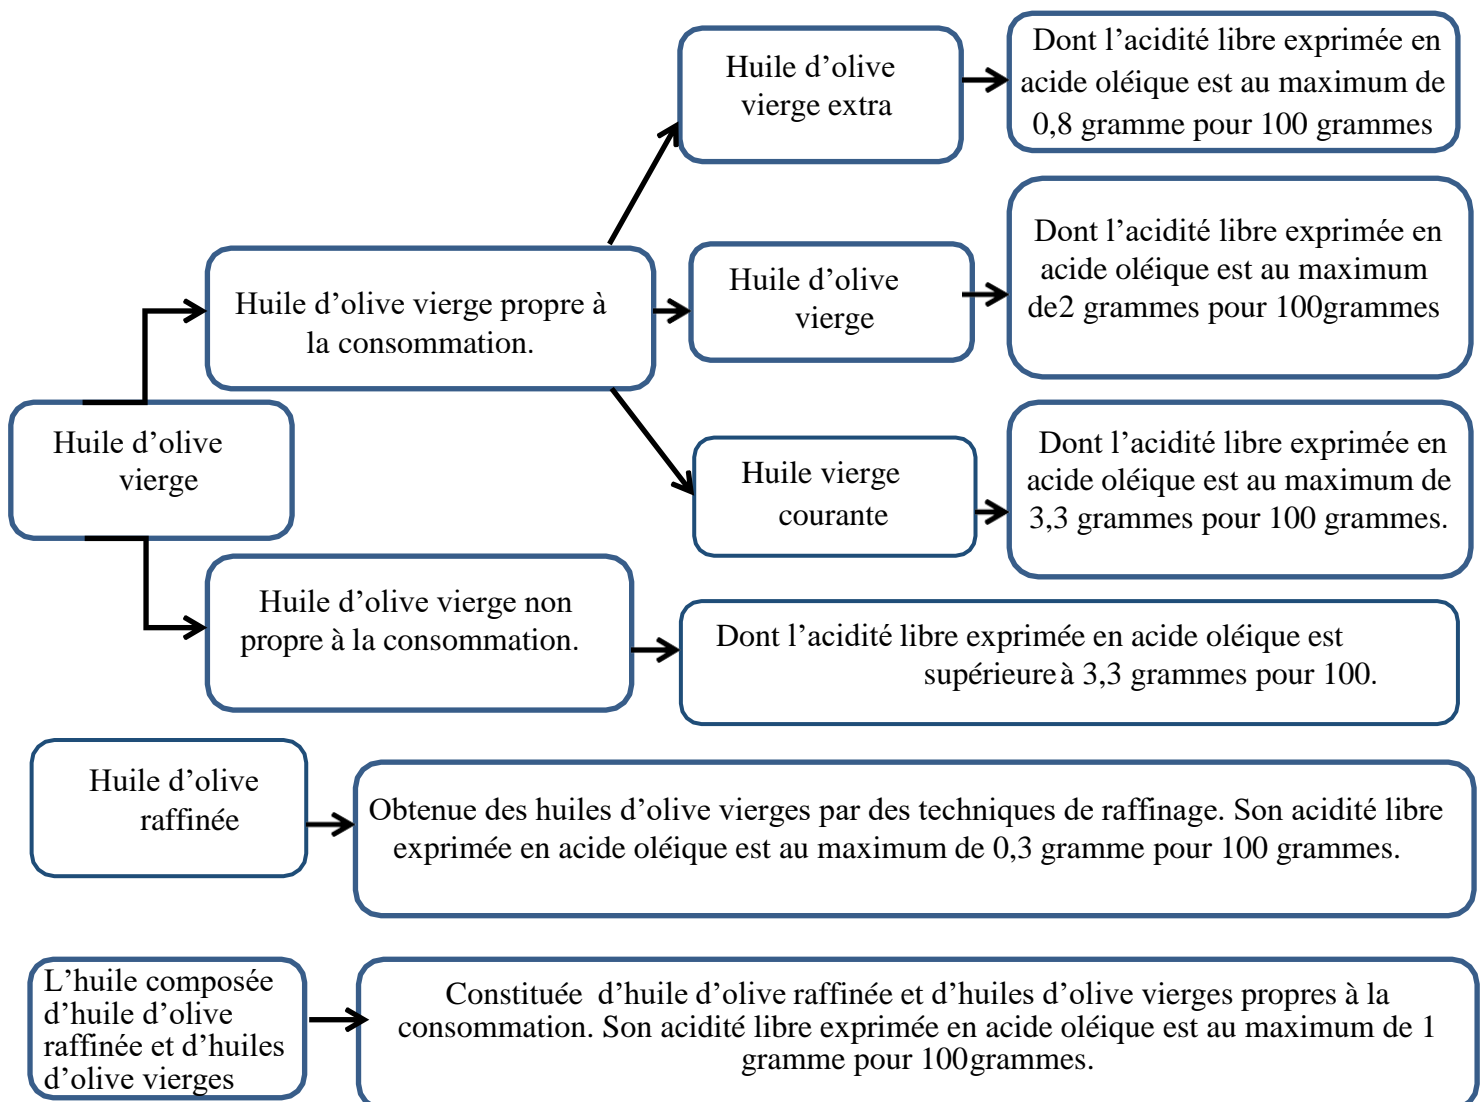 Huile d’olive
vierge extra
Dont l’acidité libre exprimée en
acide oléique est au maximum de
0,8 gramme pour 100 grammes
Huile d’olive vierge propre à
la consommation.
Huile d’olive
vierge
Dont l’acidité libre exprimée en
acide oléique est au maximum
de2 grammes pour 100grammes
Huile d’olive
vierge
Huile vierge
courante
Dont l’acidité libre exprimée en
acide oléique est au maximum de
3,3 grammes pour 100 grammes.
Huile d’olive vierge non
propre à la consommation.
Dont l’acidité libre exprimée en acide oléique est
supérieure à 3,3 grammes pour 100.
Huile d’olive
raffinée
Obtenue des huiles d’olive vierges par des techniques de raffinage. Son acidité libre
exprimée en acide oléique est au maximum de 0,3 gramme pour 100 grammes.
L’huile composée
d’huile d’olive
raffinée et d’huiles
d’olive vierges
Constituée d’huile d’olive raffinée et d’huiles d’olive vierges propres à la
consommation. Son acidité libre exprimée en acide oléique est au maximum de 1
gramme pour 100grammes.